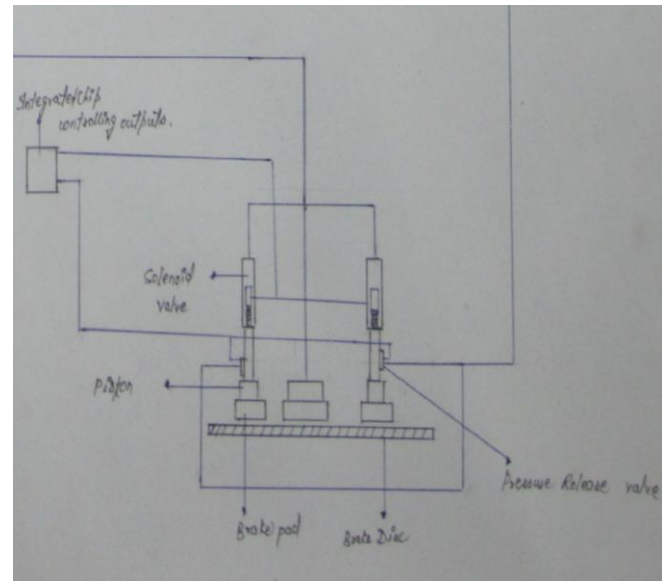 Integrated chip
controlling outputs.
Solenoid
valve
Piston
Pressure Release valve
Brake pad
Brake Disc